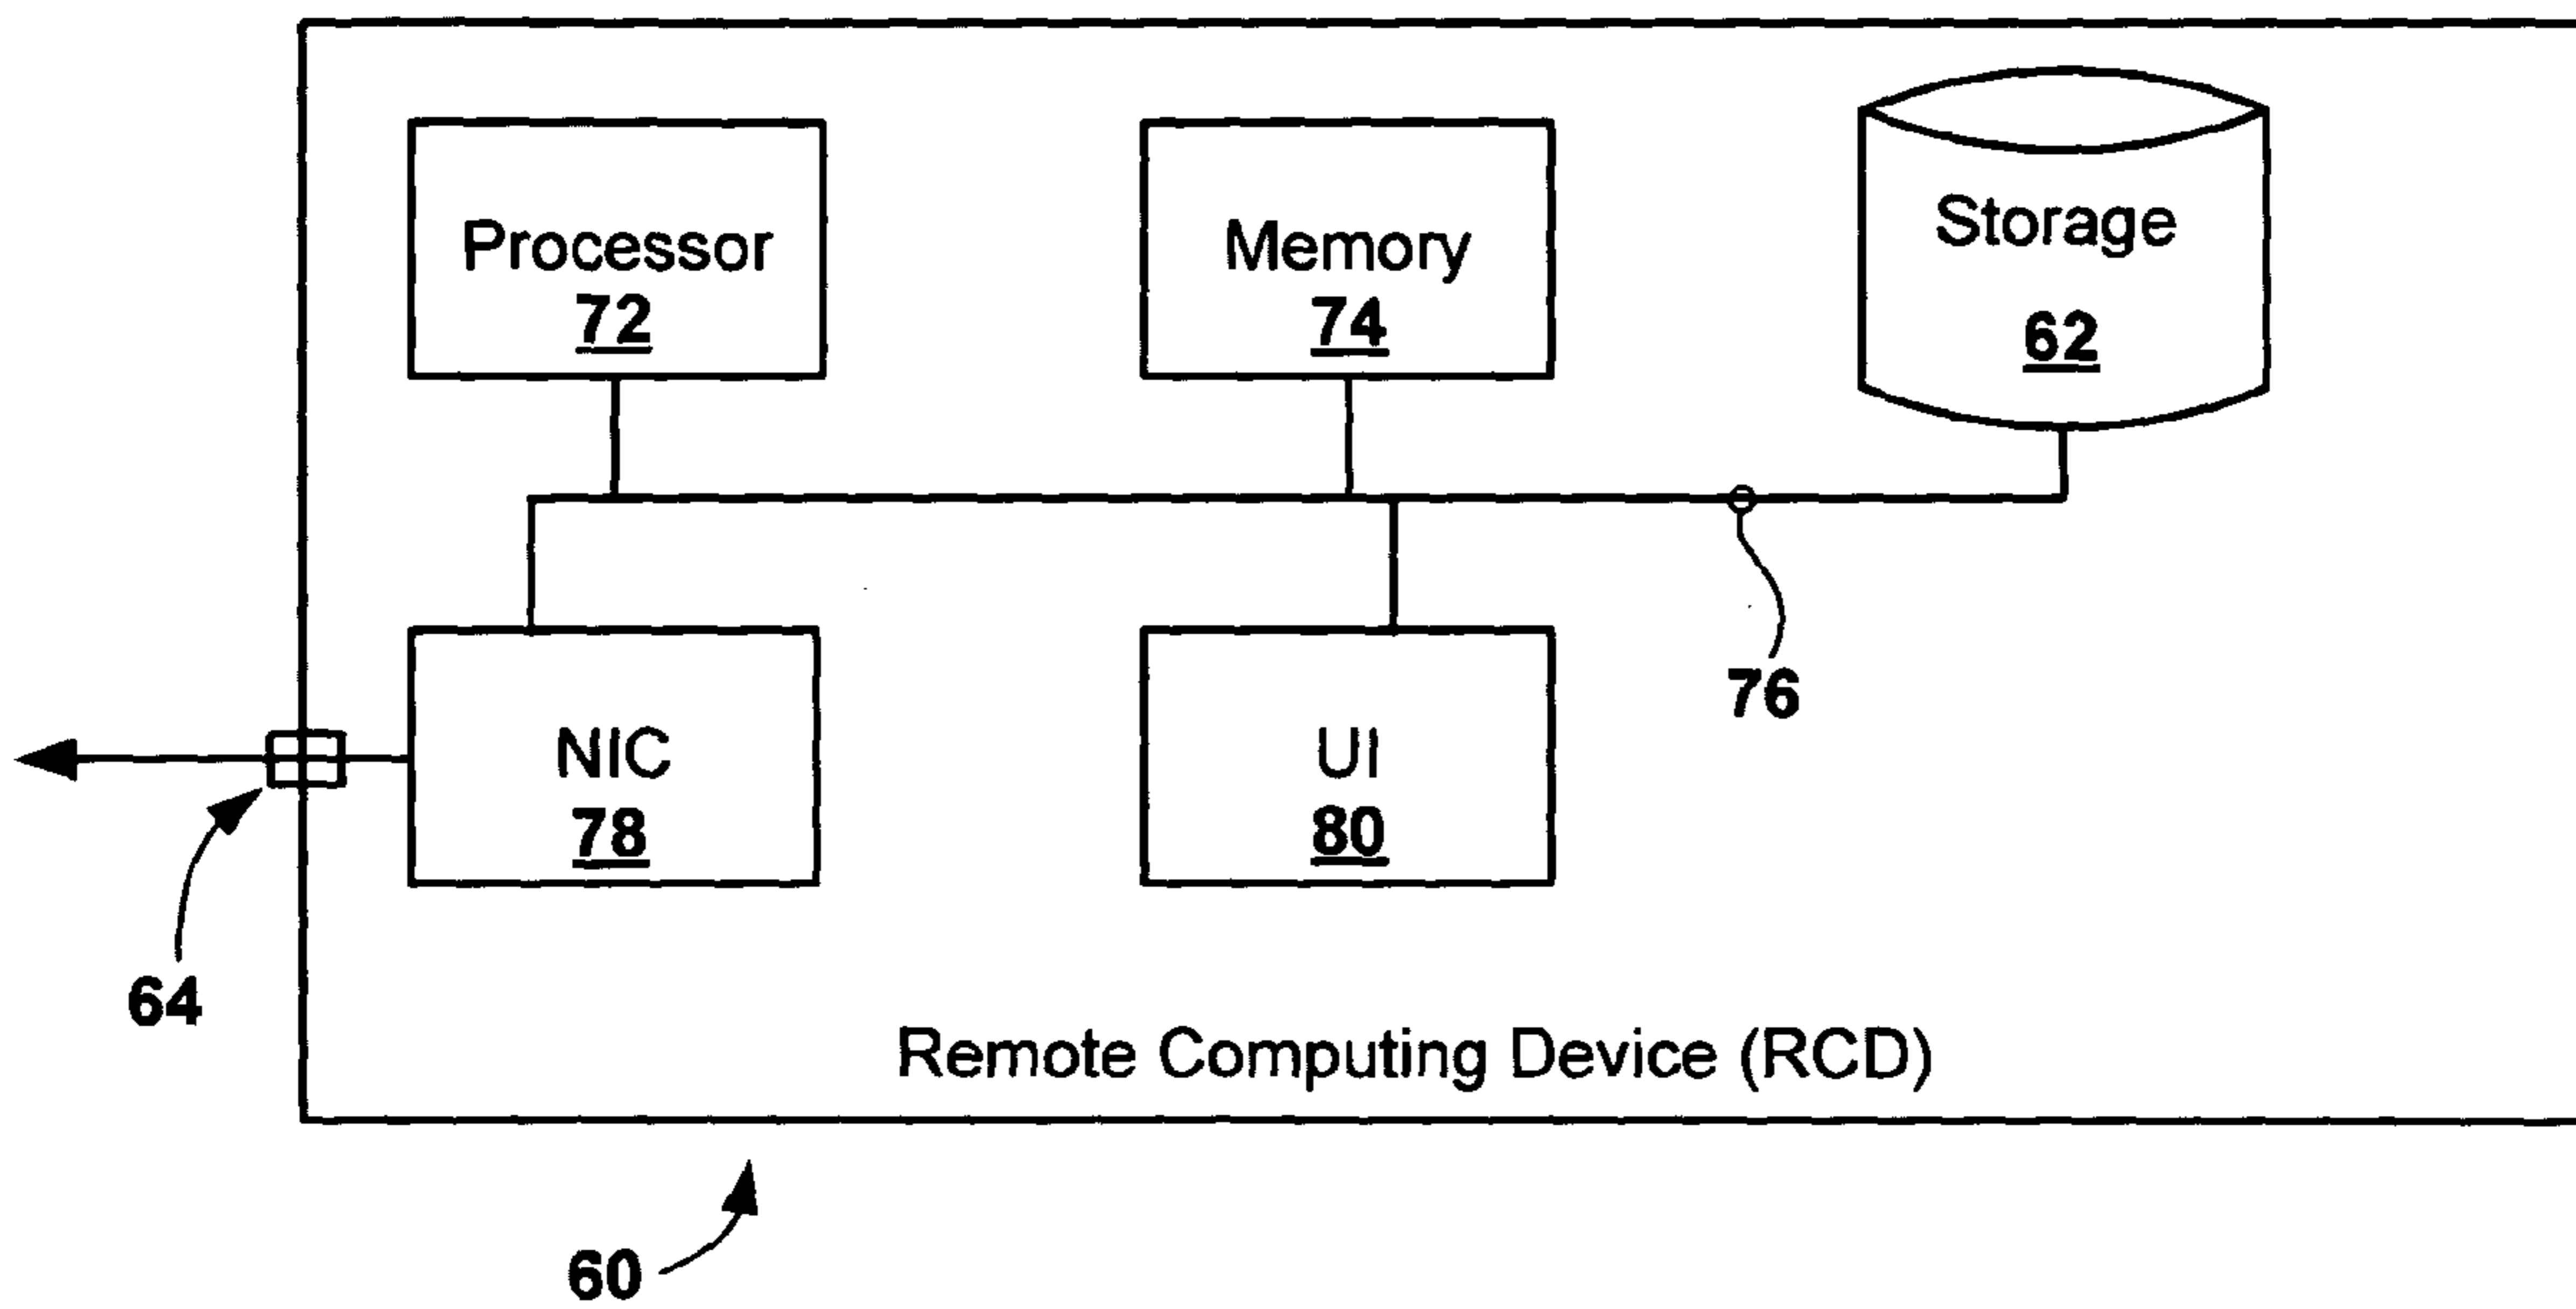 Processor
72
Memory
74
Storage
62
76
NIC
78
UI
80
64
Remote Computing Device (RCD)
60